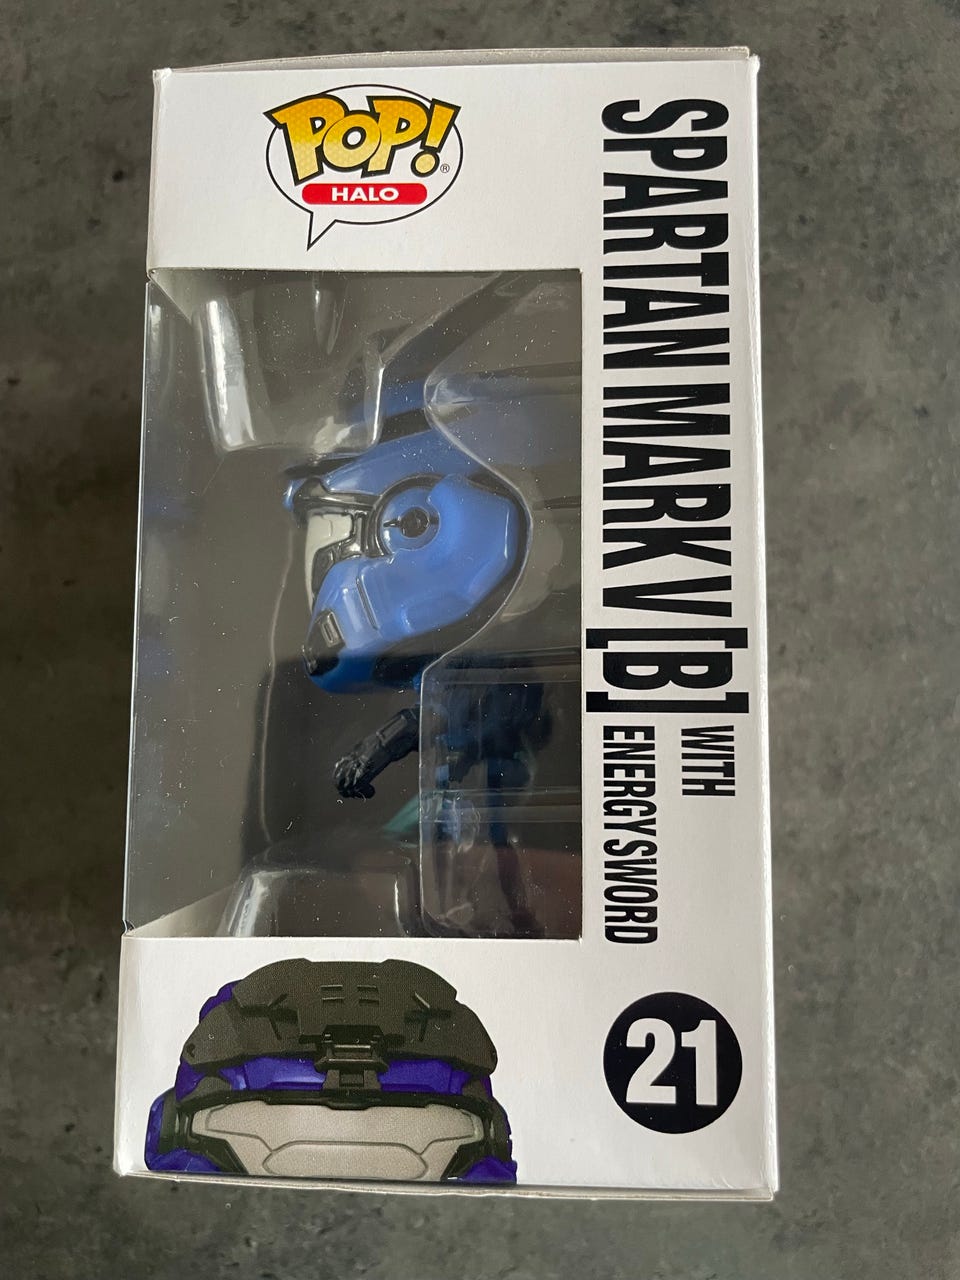 POP!
®
HALO
SPARTAN MARK V [B] WITH
ENERGY SWORD
21